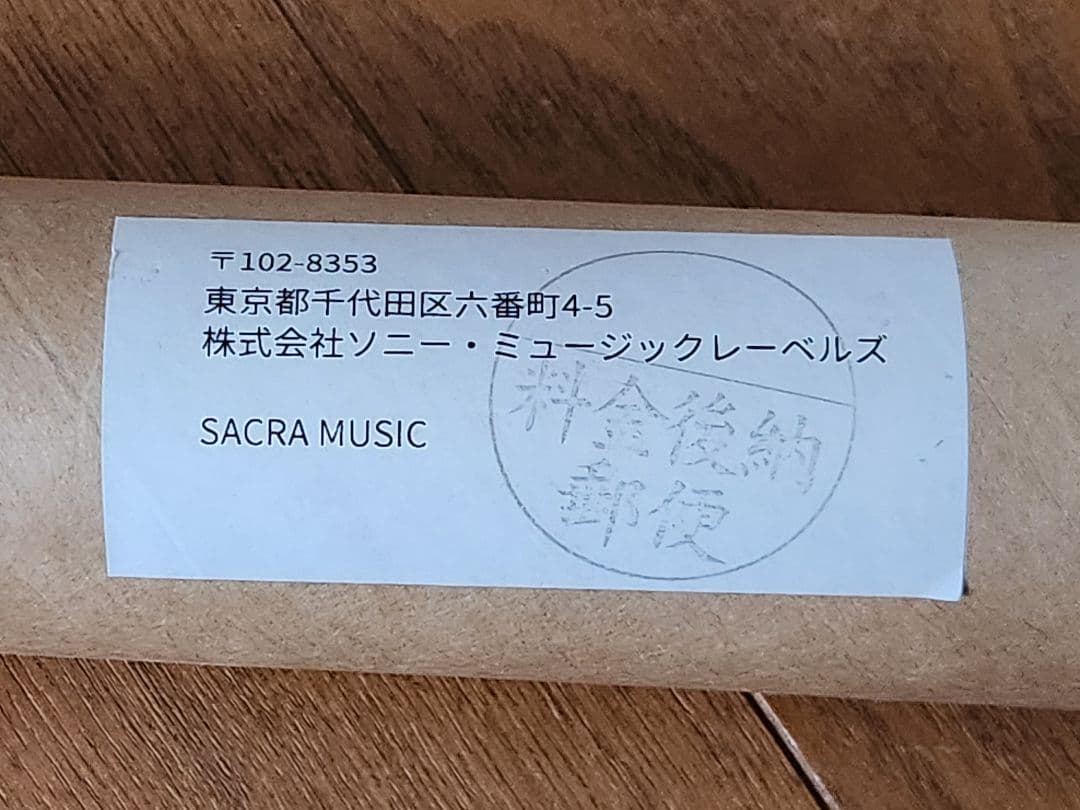 〒102-8353
東京都千代田区六番町4-5
株式会社ソニー・ミュージックレーベルズ
SACRA MUSIC
料金後納
郵便